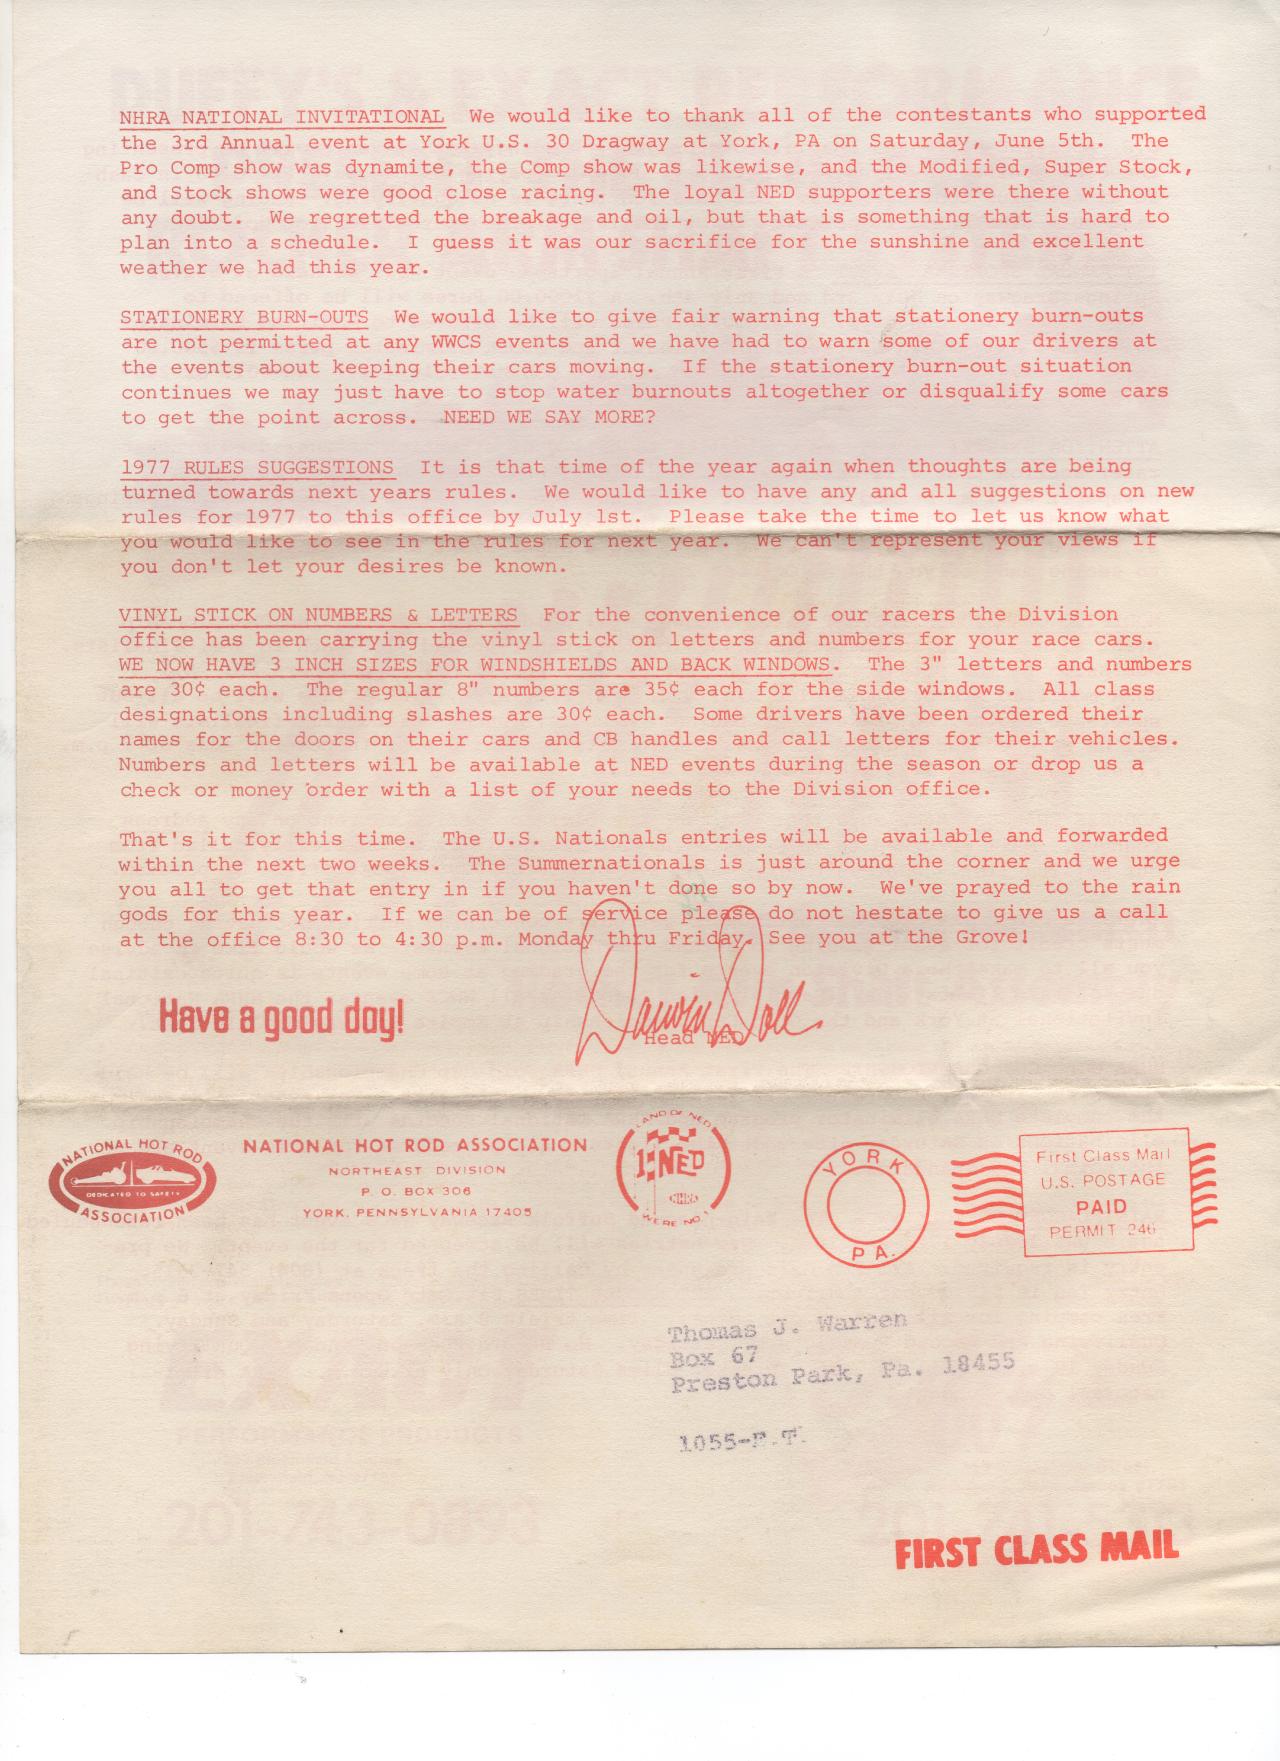 NHRA NATIONAL INVITATIONAL  We would like to thank all of the contestants who supported
the 3rd Annual event at York U.S. 30 Dragway at York, PA on Saturday, June 5th.  The
Pro Comp show was dynamite, the Comp show was likewise, and the Modified, Super Stock,
and Stock shows were good close racing.  The loyal NED supporters were there without
any doubt.  We regretted the breakage and oil, but that is something that is hard to
plan into a schedule.  I guess it was our sacrifice for the sunshine and excellent
weather we had this year.
STATIONERY BURN-OUTS  We would like to give fair warning that stationery burn-outs
are not permitted at any WWCS events and we have had to warn some of our drivers at
the events about keeping their cars moving.  If the stationery burn-out situation
continues we may just have to stop water burnouts altogether or disqualify some cars
to get the point across.  NEED WE SAY MORE?
1977 RULES SUGGESTIONS  It is that time of the year again when thoughts are being
turned towards next years rules.  We would like to have any and all suggestions on new
rules for 1977 to this office by July 1st.  Please take the time to let us know what
you would like to see in the rules for next year.  We can't represent your views if
you don't let your desires be known.
VINYL STICK ON NUMBERS & LETTERS  For the convenience of our racers the Division
office has been carrying the vinyl stick on letters and numbers for your race cars.
WE NOW HAVE 3 INCH SIZES FOR WINDSHIELDS AND BACK WINDOWS.  The 3" letters and numbers
are 30¢ each.  The regular 8" numbers are 35¢ each for the side windows.  All class
designations including slashes are 30¢ each.  Some drivers have been ordered their
names for the doors on their cars and CB handles and call letters for their vehicles.
Numbers and letters will be available at NED events during the season or drop us a
check or money order with a list of your needs to the Division office.
That's it for this time.  The U.S. Nationals entries will be available and forwarded
within the next two weeks.  The Summernationals is just around the corner and we urge
you all to get that entry in if you haven't done so by now.  We've prayed to the rain
gods for this year.  If we can be of service please do not hestate to give us a call
at the office 8:30 to 4:30 p.m. Monday thru Friday.  See you at the Grove!
Have a good day!
Darwin Doll
Head NED
NATIONAL HOT ROD
DEDICATED TO SAFETY
ASSOCIATION
NATIONAL HOT ROD ASSOCIATION
NORTHEAST DIVISION
P. O. BOX 306
YORK, PENNSYLVANIA 17405
LAND OF NED
1 NED
NHRA
WE'RE NO. 1
YORK
PA.
First Class Mail
U.S. POSTAGE
PAID
PERMIT 246
Thomas J. Warren
Box 67
Preston Park, Pa. 18455
1055-E.T.
FIRST CLASS MAIL